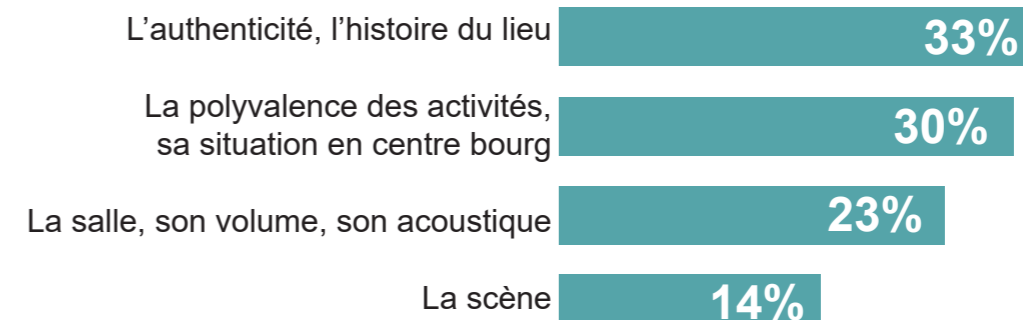 L’authenticité, l’histoire du lieu
33%
La polyvalence des activités,
sa situation en centre bourg
30%
La salle, son volume, son acoustique
23%
La scène
14%